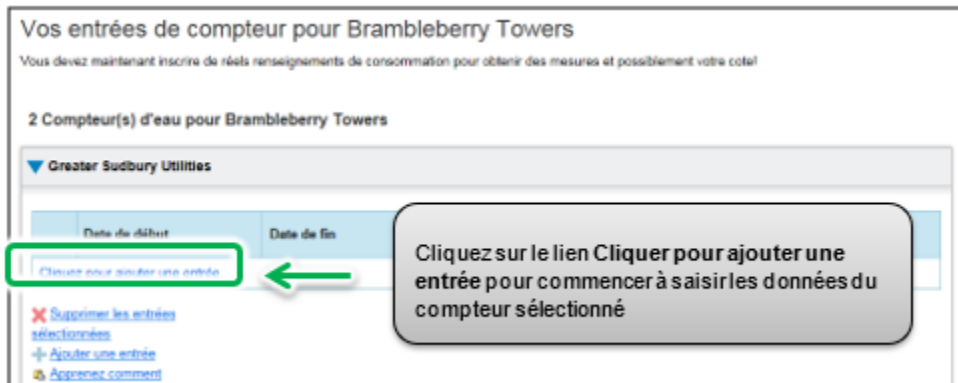 Vos entrées de compteur pour Brambleberry Towers
Vous devez maintenant inscrire de réels renseignements de consommation pour obtenir des mesures et possiblement votre cote!
2 Compteur(s) d'eau pour Brambleberry Towers
Greater Sudbury Utilities
Date de début Date de fin
Cliquez pour ajouter une entrée
Cliquez sur le lien Cliquer pour ajouter une
entrée pour commencer à saisir les données du
compteur sélectionné
Supprimer les entrées
sélectionnées
Ajouter une entrée
Apprenez comment